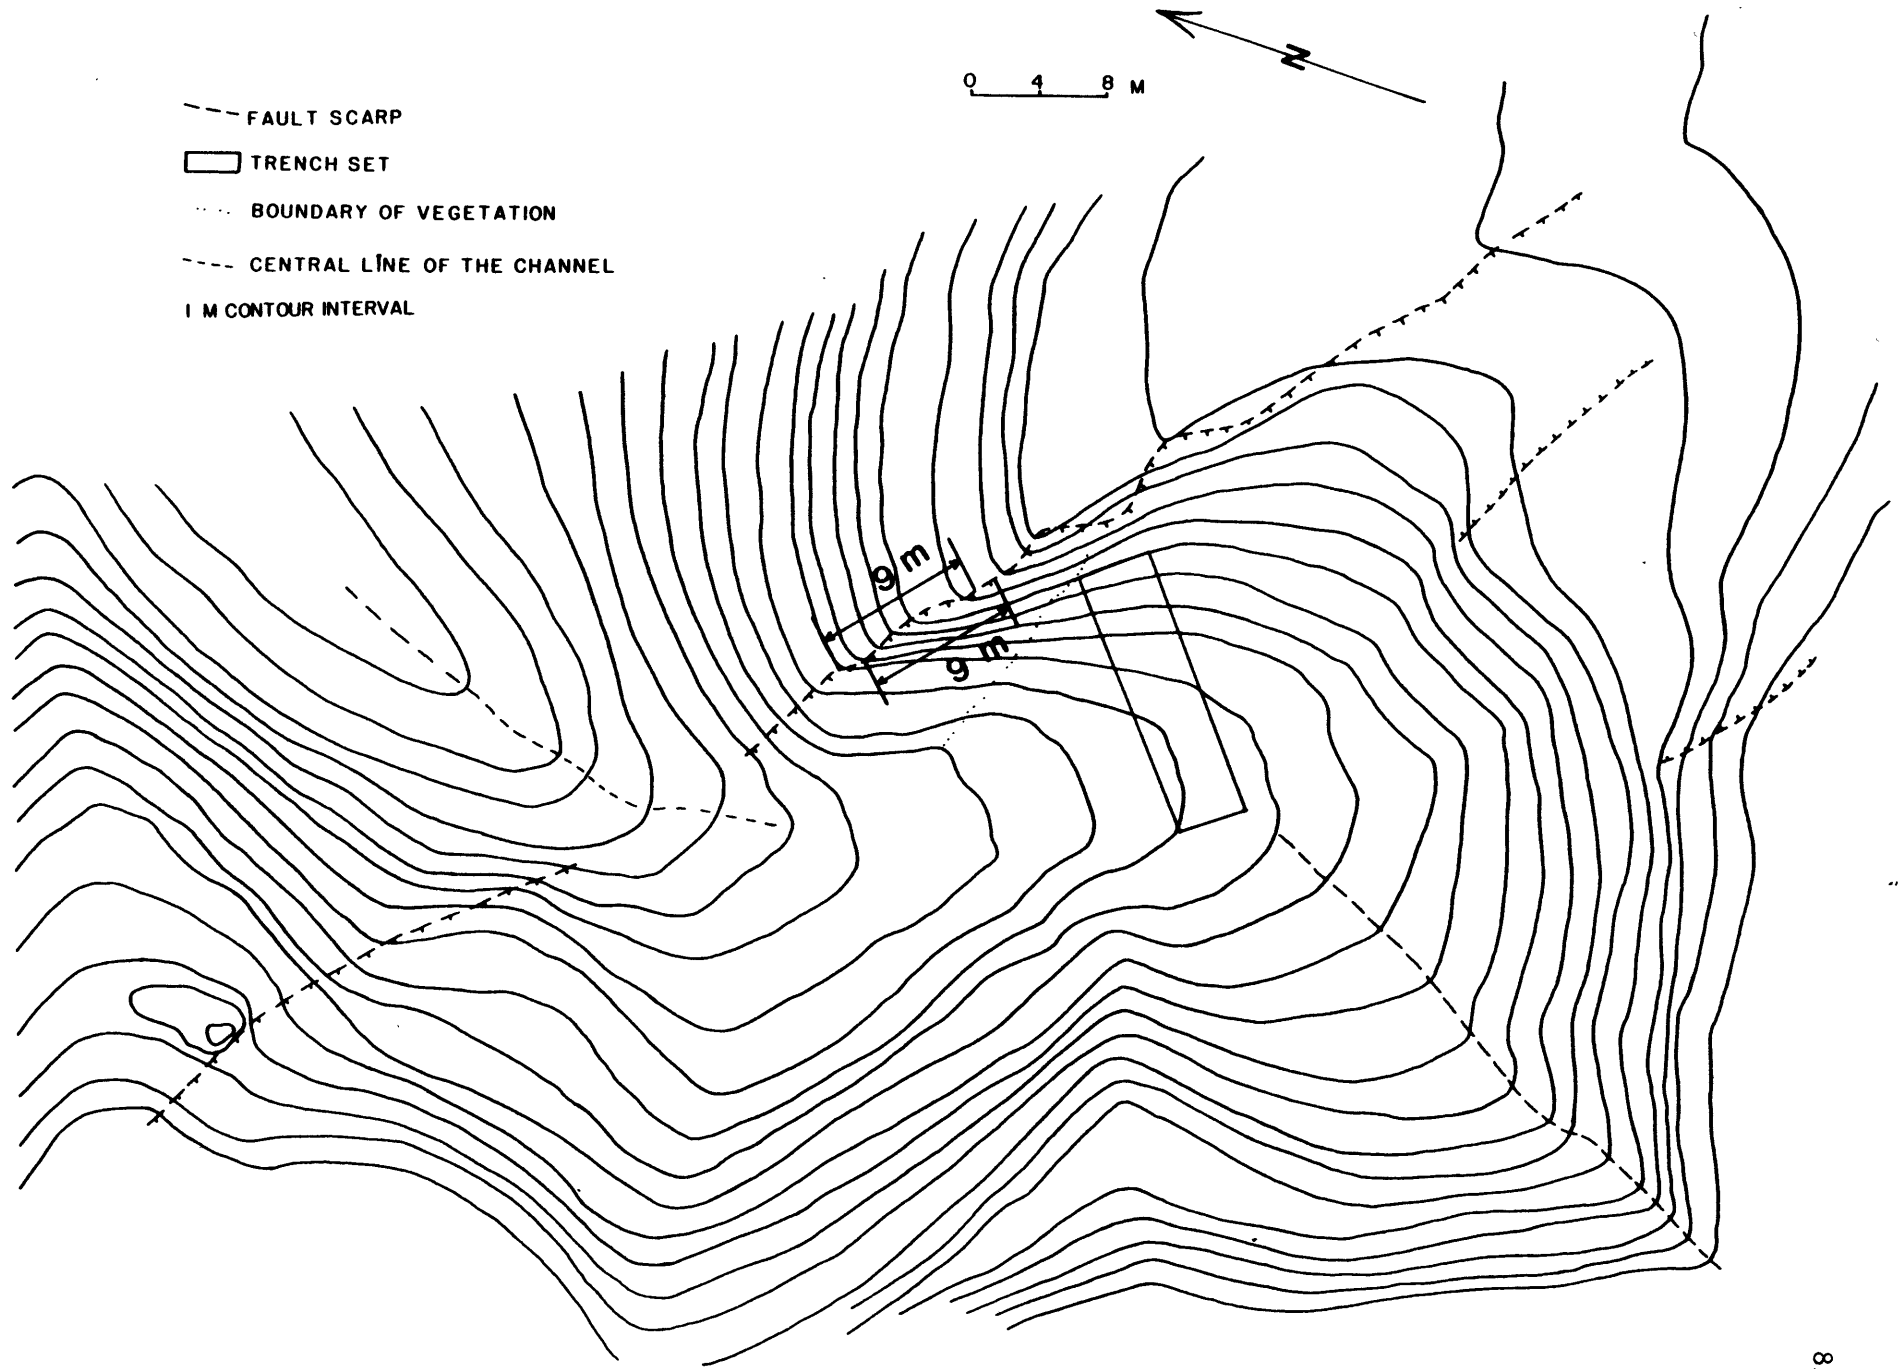 N
0 4 8 M
FAULT SCARP
TRENCH SET
BOUNDARY OF VEGETATION
CENTRAL LINE OF THE CHANNEL
1 M CONTOUR INTERVAL
9 m
9 m
8